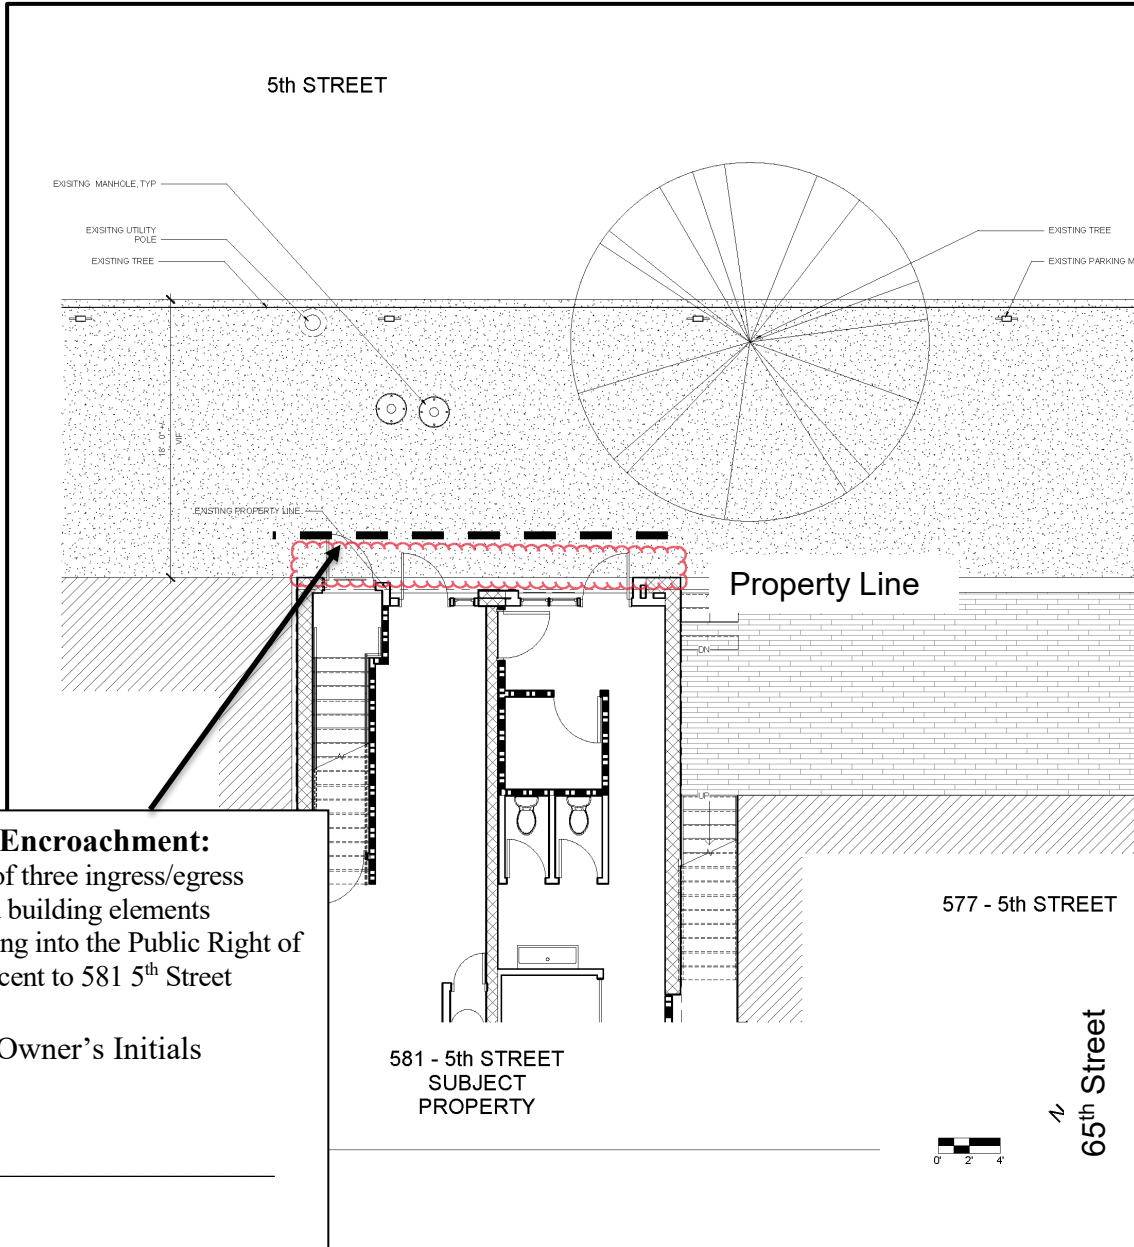 5th STREET
EXISITNG MANHOLE, TYP
EXISITNG UTILITY
POLE
EXISTING TREE
EXISTING TREE
EXISTING PARKING M
18'  0" +/-
VIF
EXISTING PROPERTY LINE
Property Line
DN
UP
Encroachment:
of three ingress/egress
building elements
ng into the Public Right of
cent to 581 5th Street
Owner’s Initials
577 - 5th STREET
581 - 5th STREET
SUBJECT
PROPERTY
N
65th Street
0' 2' 4'